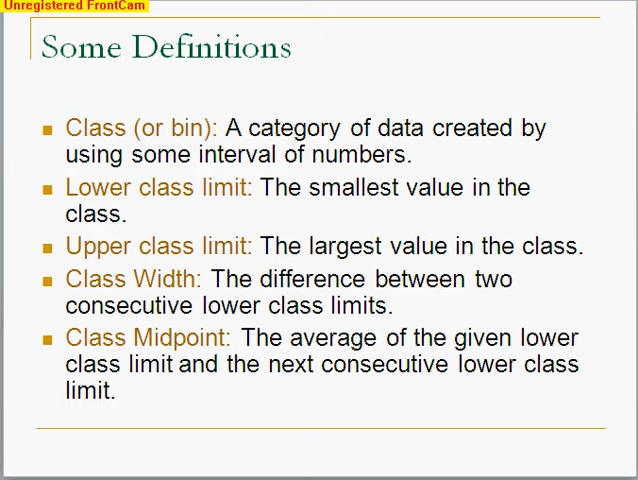 Unregistered FrontCam
Some Definitions
Class (or bin): A category of data created by
using some interval of numbers.
Lower class limit: The smallest value in the
class.
Upper class limit: The largest value in the class.
Class Width: The difference between two
consecutive lower class limits.
Class Midpoint: The average of the given lower
class limit and the next consecutive lower class
limit.